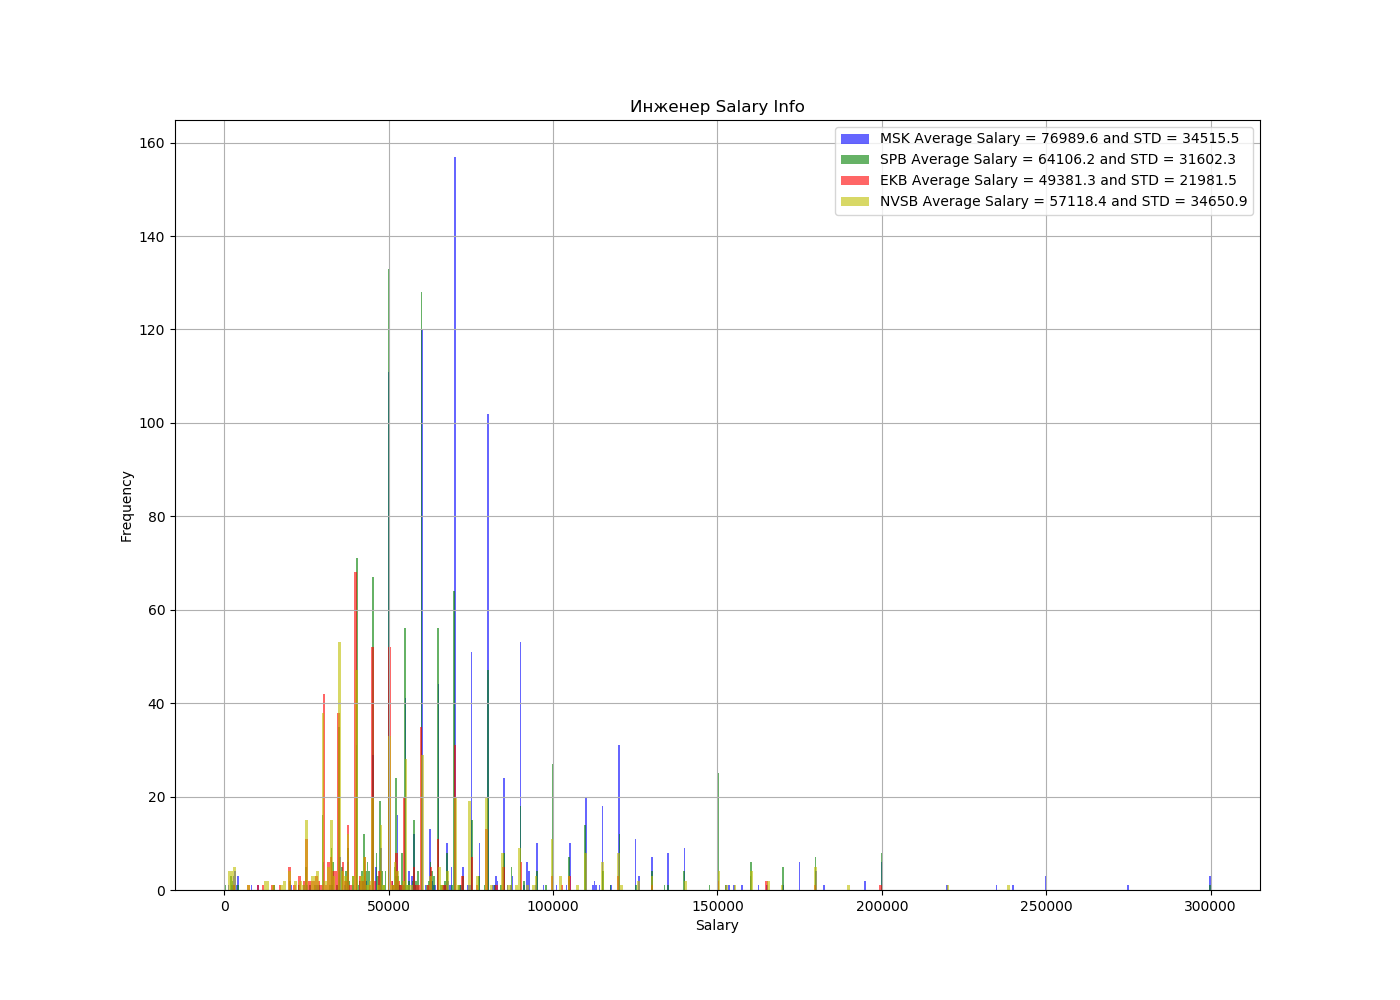 Инженер Salary Info
MSK Average Salary = 76989.6 and STD = 34515.5
SPB Average Salary = 64106.2 and STD = 31602.3
EKB Average Salary = 49381.3 and STD = 21981.5
NVSB Average Salary = 57118.4 and STD = 34650.9
Frequency
160
140
120
100
80
60
40
20
0
0 50000 100000 150000 200000 250000 300000
Salary